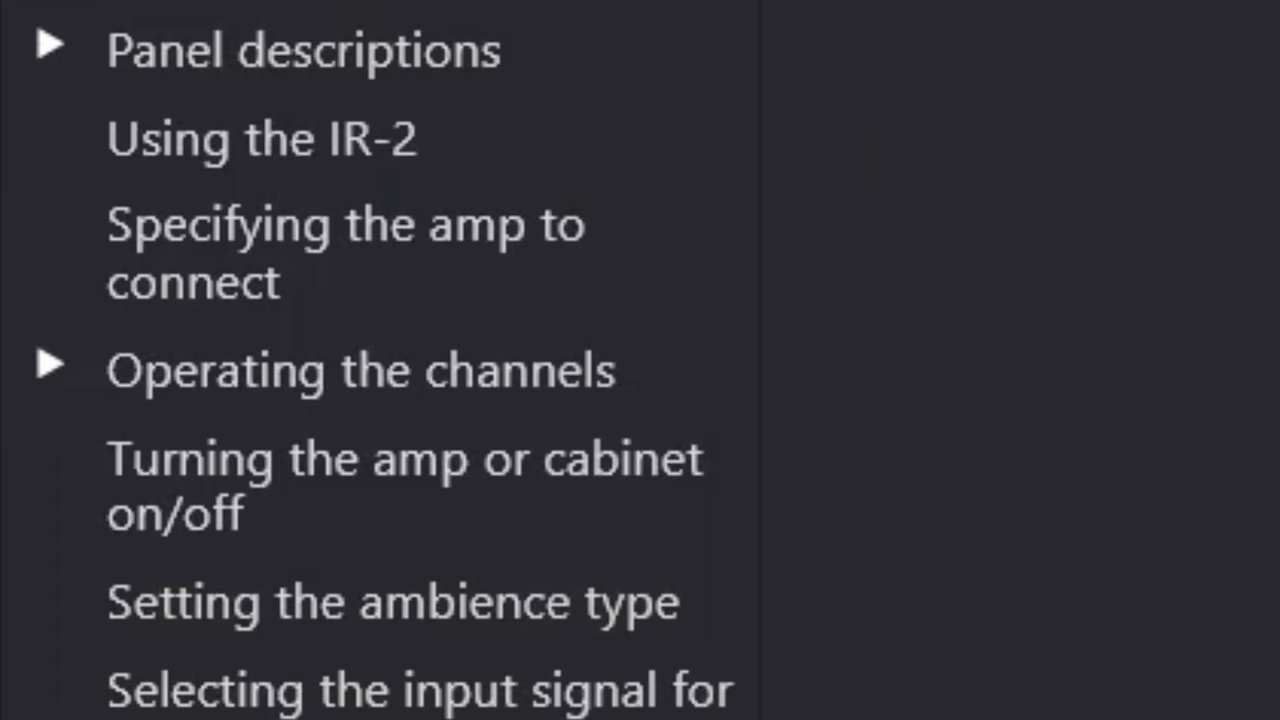 Panel descriptions
Using the IR-2
Specifying the amp to
connect
Operating the channels
Turning the amp or cabinet
on/off
Setting the ambience type
Selecting the input signal for